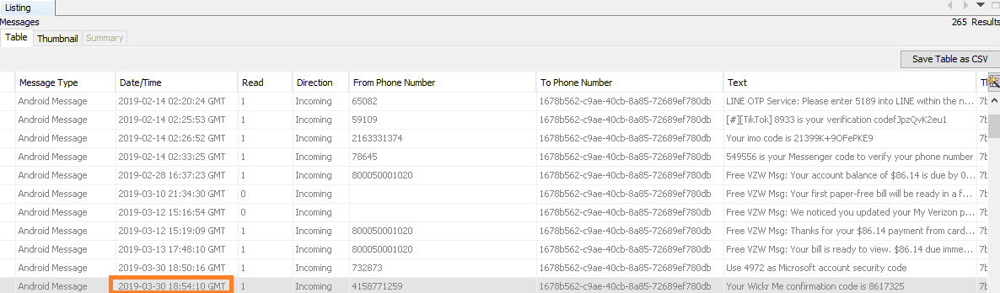 Listing
Messages
265 Results
Table Thumbnail Summary
Save Table as CSV
Message Type Date/Time Read Direction From Phone Number To Phone Number Text
Android Message 2019-02-14 02:20:24 GMT 1 Incoming 65082 1678b562-c9ae-40cb-8a85-72689ef780db LINE OTP Service: Please enter 5189 into LINE within the n... 7b
Android Message 2019-02-14 02:25:53 GMT 1 Incoming 59109 1678b562-c9ae-40cb-8a85-72689ef780db [#][TikTok] 8933 is your verification codefJpzQvK2eu1 7b
Android Message 2019-02-14 02:26:52 GMT 1 Incoming 2163331374 1678b562-c9ae-40cb-8a85-72689ef780db Your imo code is 21399K+9OFePKE9 7b
Android Message 2019-02-14 02:33:25 GMT 1 Incoming 78645 1678b562-c9ae-40cb-8a85-72689ef780db 549556 is your Messenger code to verify your phone number 7b
Android Message 2019-02-28 16:37:23 GMT 1 Incoming 800050001020 1678b562-c9ae-40cb-8a85-72689ef780db Free VZW Msg: Your account balance of $86.14 is due by 0... 7b
Android Message 2019-03-10 21:34:30 GMT 0 Incoming 1678b562-c9ae-40cb-8a85-72689ef780db Free VZW Msg: Your first paper-free bill will be ready in a f... 7b
Android Message 2019-03-12 15:16:54 GMT 0 Incoming 1678b562-c9ae-40cb-8a85-72689ef780db Free VZW Msg: We noticed you updated your My Verizon p... 7b
Android Message 2019-03-12 15:19:09 GMT 1 Incoming 800050001020 1678b562-c9ae-40cb-8a85-72689ef780db Free VZW Msg: Thanks for your $86.14 payment from card... 7b
Android Message 2019-03-13 17:48:10 GMT 1 Incoming 800050001020 1678b562-c9ae-40cb-8a85-72689ef780db Free VZW Msg: Your bill is ready to view. $86.14 due imme... 7b
Android Message 2019-03-30 18:50:16 GMT 1 Incoming 732873 1678b562-c9ae-40cb-8a85-72689ef780db Use 4972 as Microsoft account security code 7b
Android Message 2019-03-30 18:54:10 GMT 1 Incoming 4158771259 1678b562-c9ae-40cb-8a85-72689ef780db Your Wickr Me confirmation code is 8617325 7b